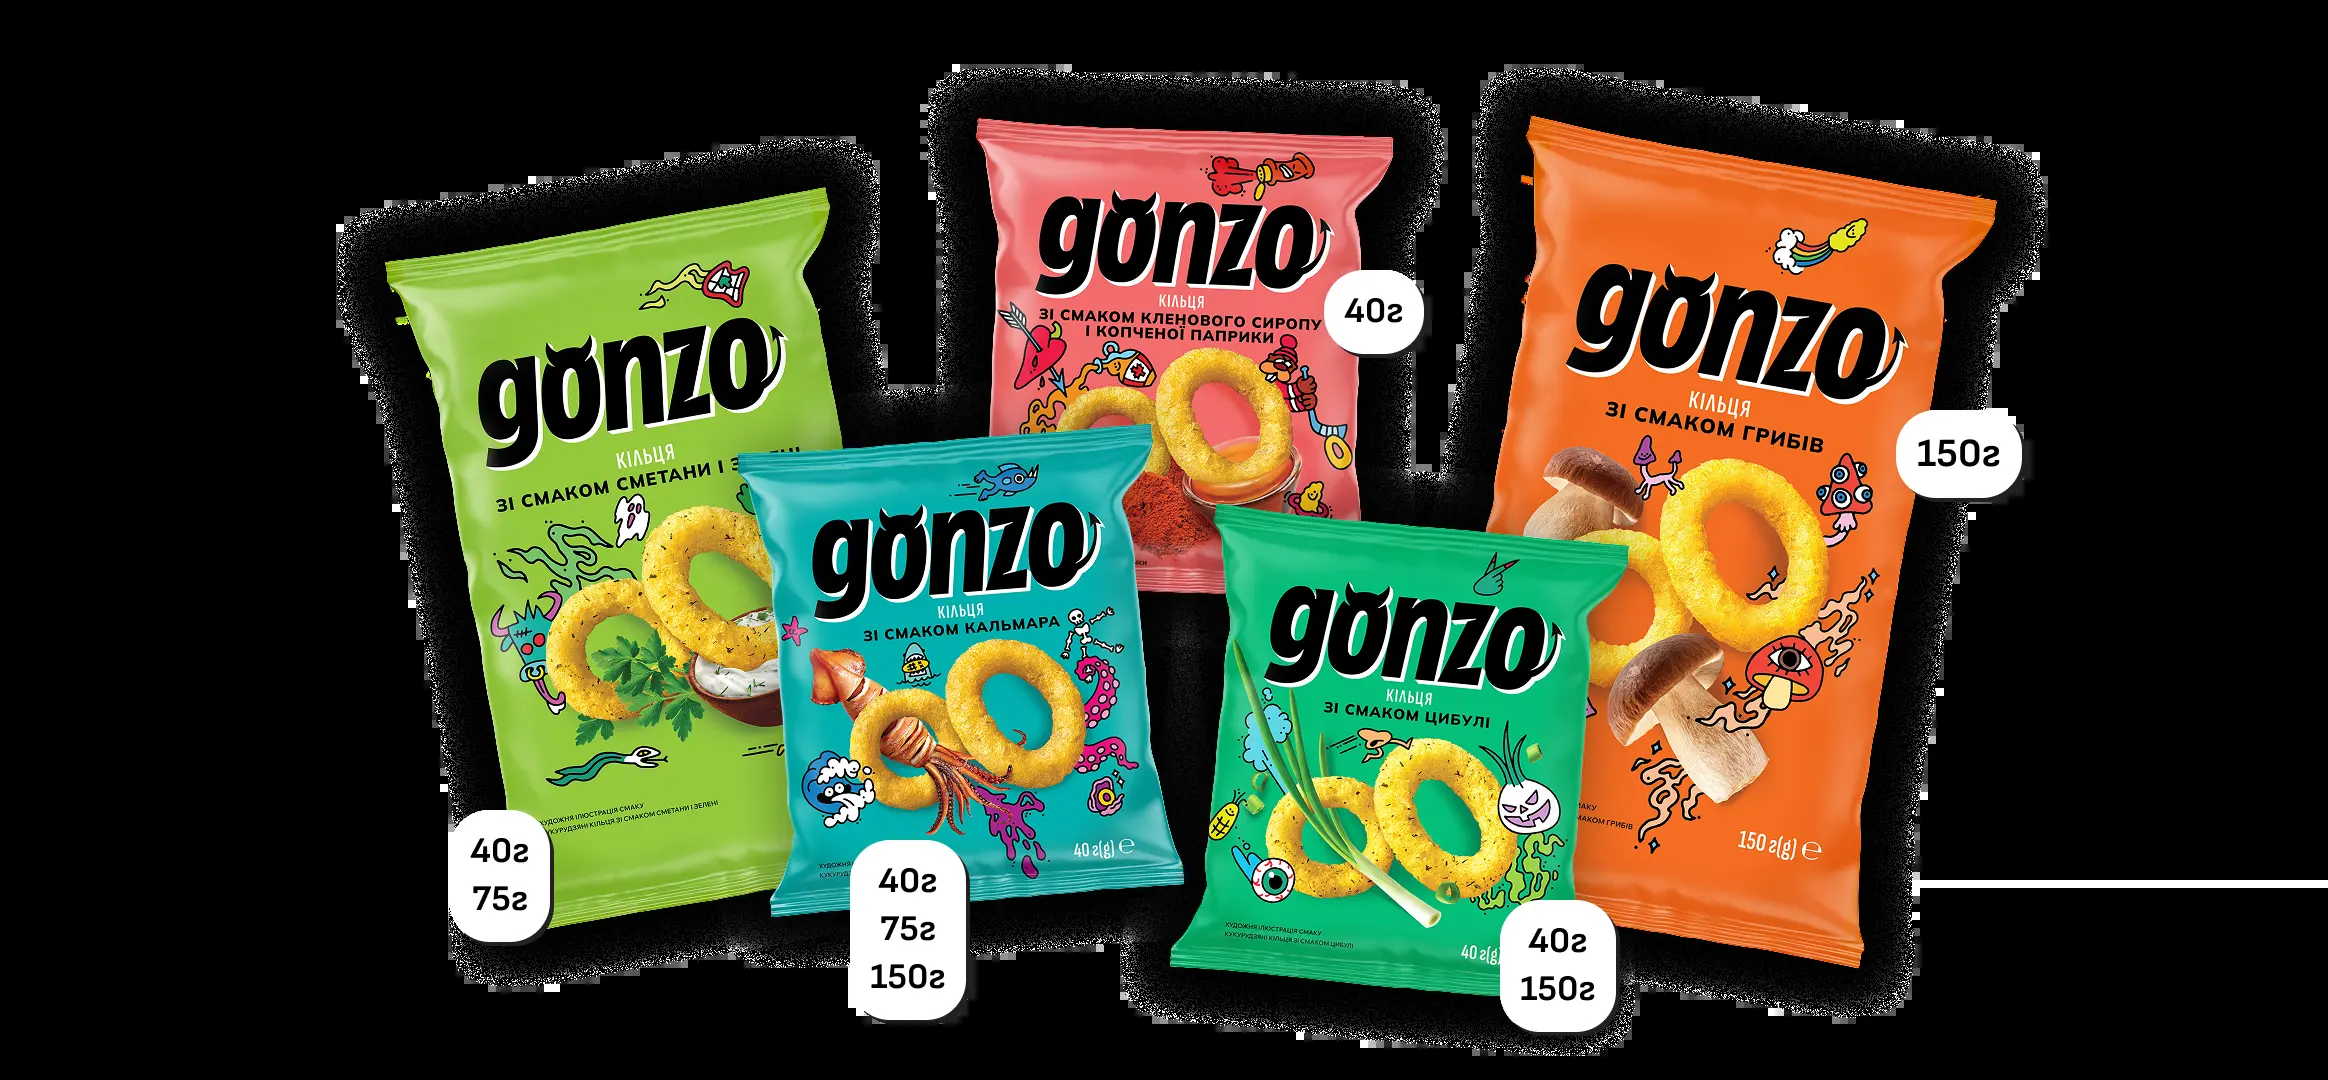 gonzo
КІЛЬЦЯ
ЗІ СМАКОМ СМЕТАНИ І
ХУДОЖНЯ ІЛЮСТРАЦІЯ СМАКУ
КУКУРУДЗЯНІ КІЛЬЦЯ ЗІ СМАКОМ СМЕТАНИ І ЗЕЛЕНІ
40г
75г
gonzo
КІЛЬЦЯ
ЗІ СМАКОМ КАЛЬМАРА
40 г(g) ℮
40г
75г
150г
gonzo
КІЛЬЦЯ
ЗІ СМАКОМ КЛЕНОВОГО СИРОПУ
І КОПЧЕНОЇ ПАПРИКИ
40г
gonzo
КІЛЬЦЯ
ЗІ СМАКОМ ЦИБУЛІ
ХУДОЖНЯ ІЛЮСТРАЦІЯ СМАКУ
КУКУРУДЗЯНІ КІЛЬЦЯ ЗІ СМАКОМ ЦИБУЛІ
40 г(g)
40г
150г
gonzo
КІЛЬЦЯ
ЗІ СМАКОМ ГРИБІВ
150 г(g) ℮
150г